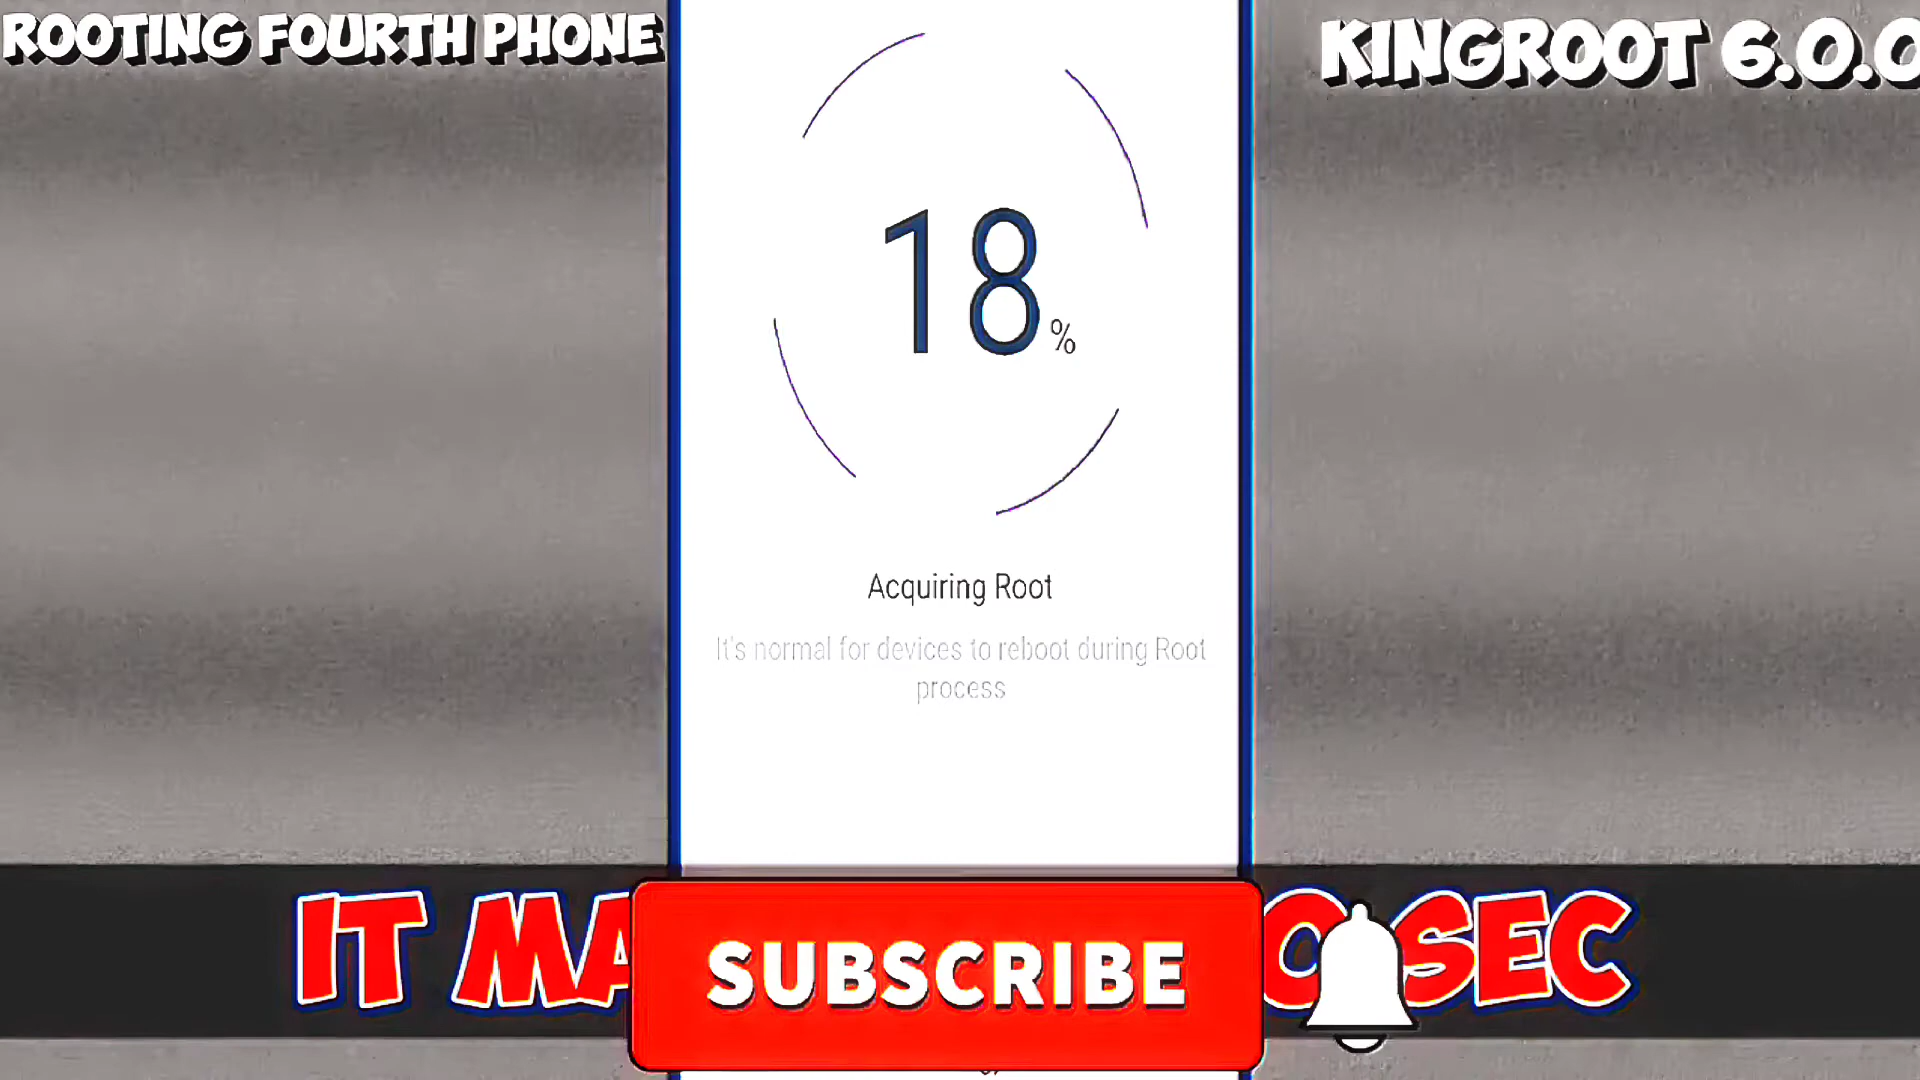 ROOTING FOURTH PHONE
KINGROOT 6.0.0
18%
Acquiring Root
It's normal for devices to reboot during Root
process
IT
SEC
SUBSCRIBE